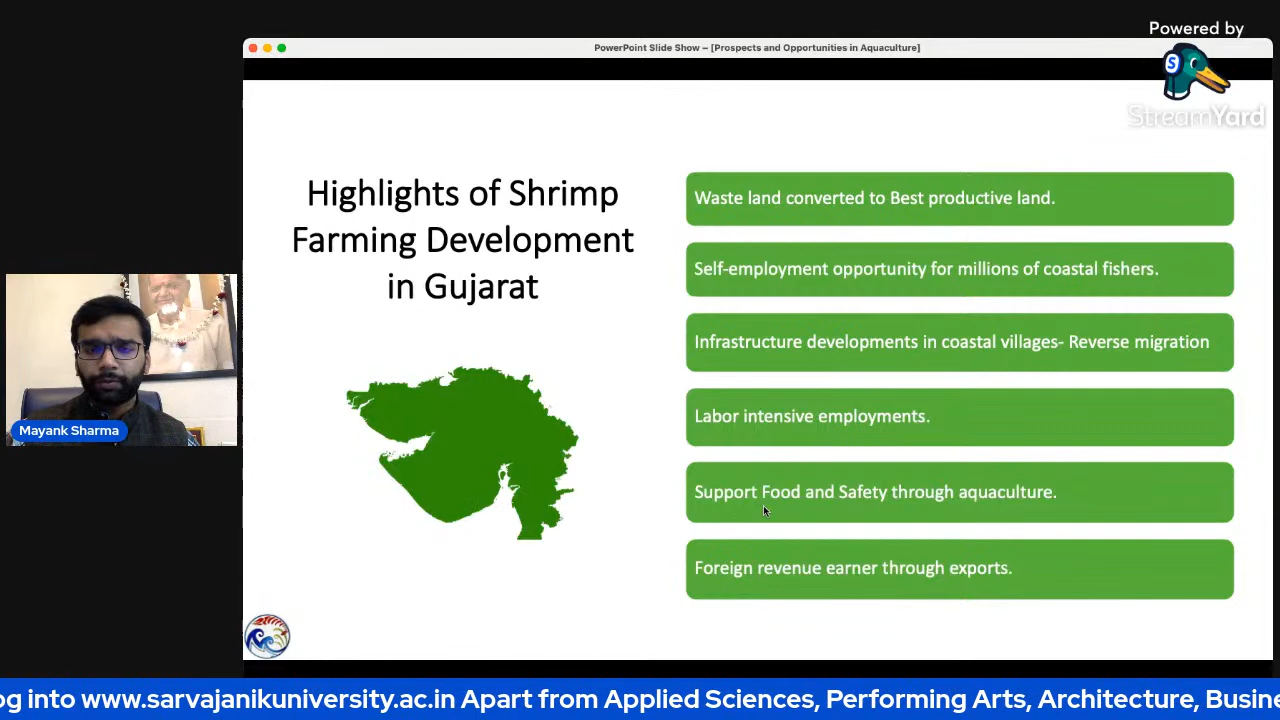 Powered by
S
StreamYard
PowerPoint Slide Show – [Prospects and Opportunities in Aquaculture]
Highlights of Shrimp
Farming Development
in Gujarat
Waste land converted to Best productive land.
Self-employment opportunity for millions of coastal fishers.
Infrastructure developments in coastal villages- Reverse migration
Labor intensive employments.
Support Food and Safety through aquaculture.
Foreign revenue earner through exports.
Mayank Sharma
og into www.sarvajanikuniversity.ac.in Apart from Applied Sciences, Performing Arts, Architecture, Busine